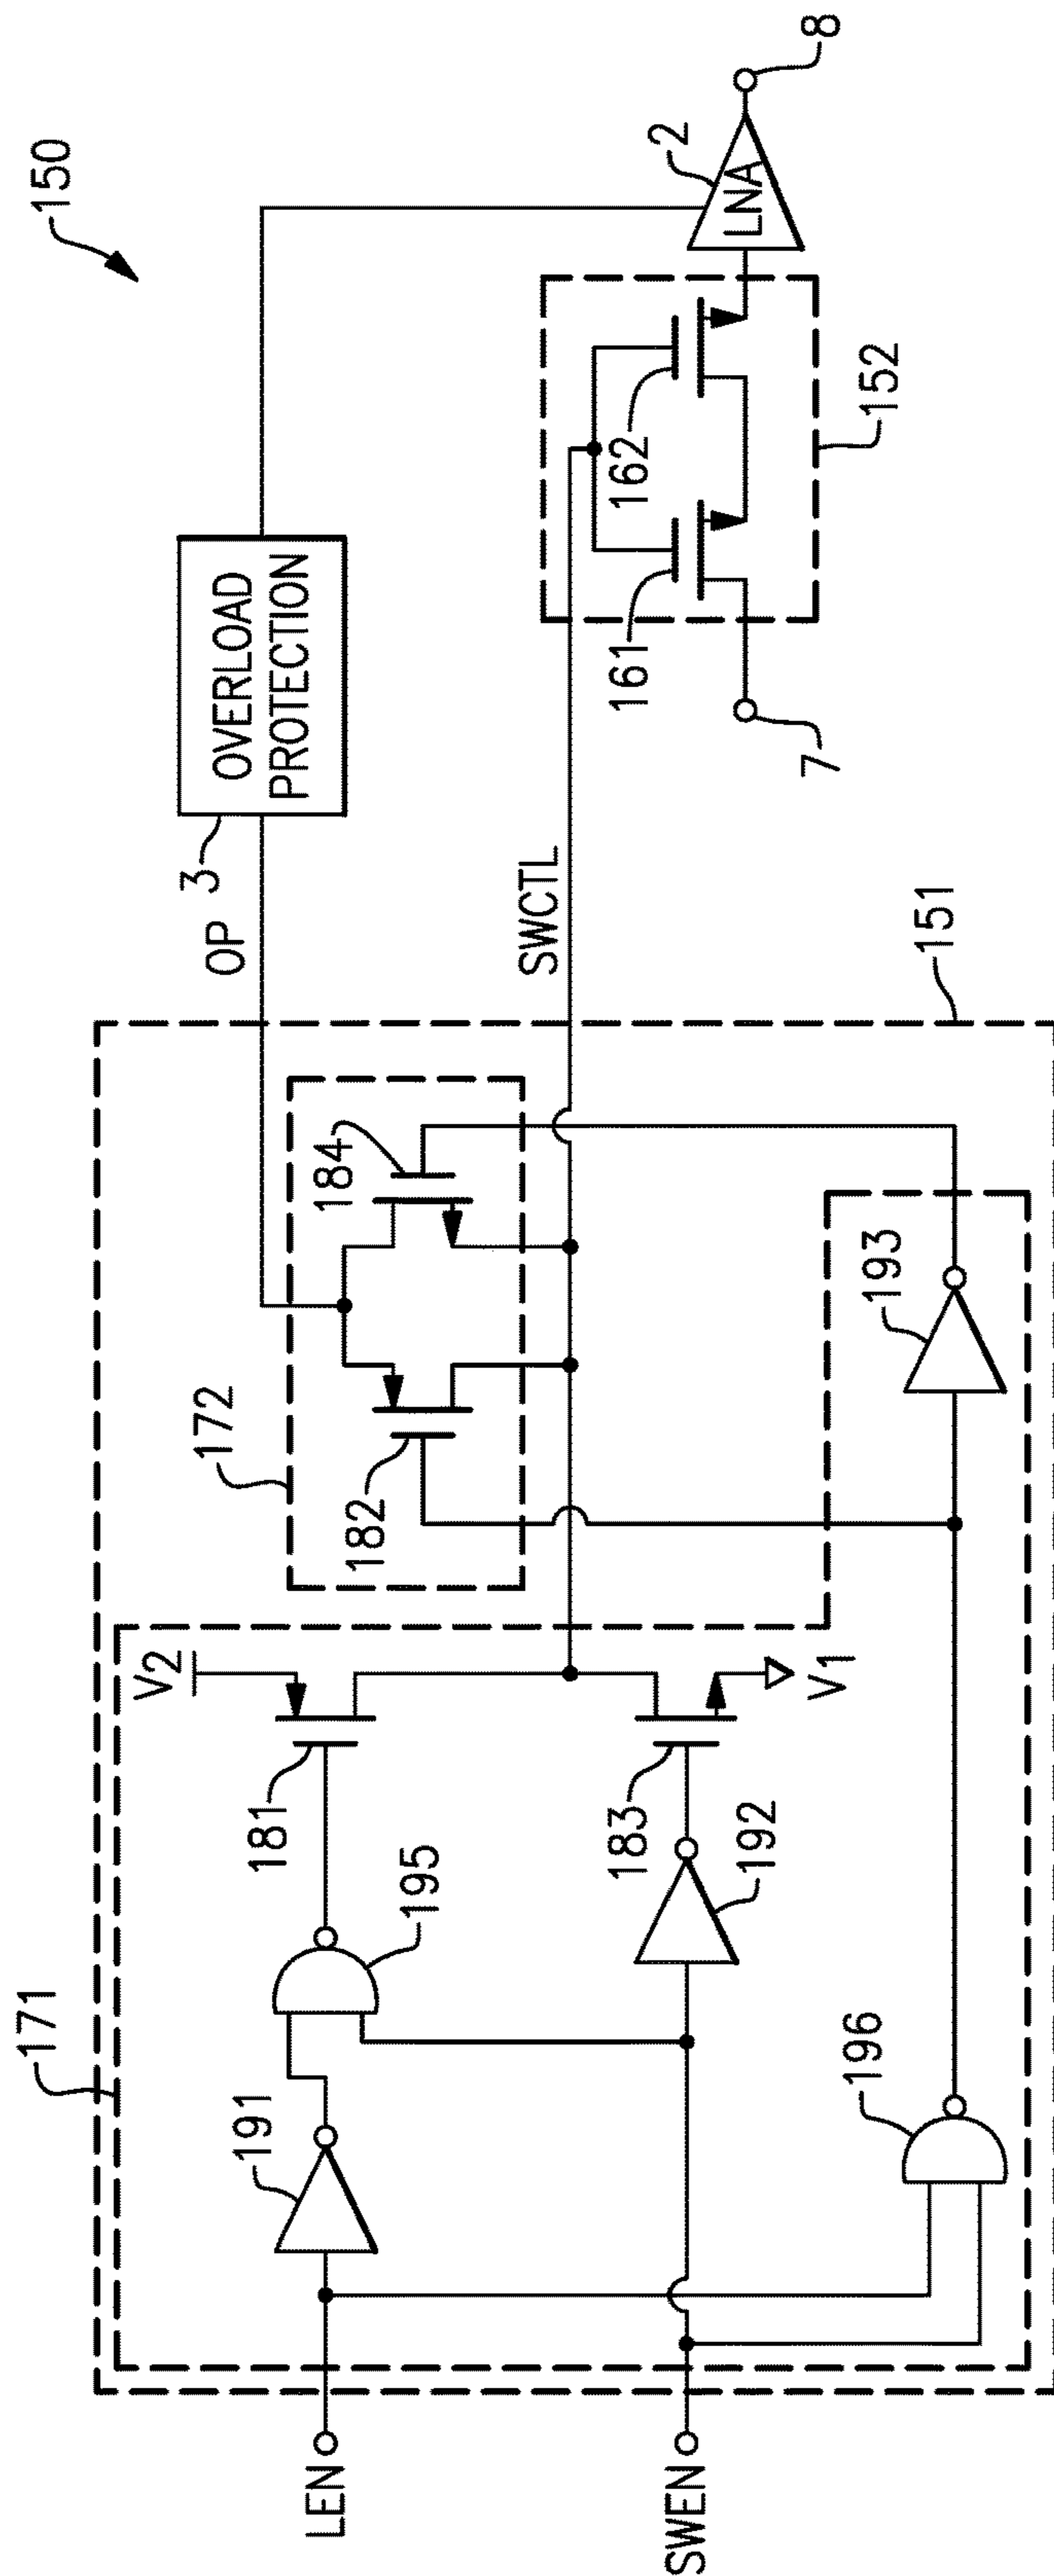 150
171
172
V2
181
195
191
LEN
182
184
OP
3
OVERLOAD
PROTECTION
SWCTL
2
LNA
8
162
161
7
152
151
183
192
V1
193
196
SWEN